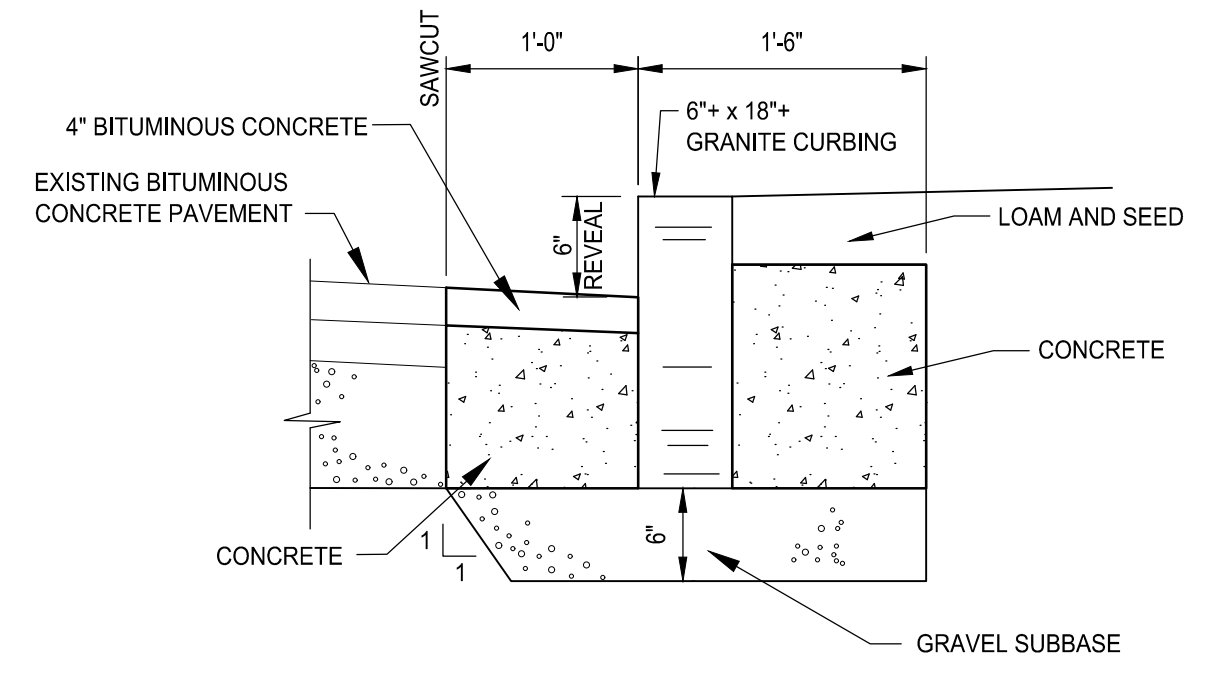 SAWCUT
1'-0"
1'-6"
4" BITUMINOUS CONCRETE
6"+ x 18"+
GRANITE CURBING
EXISTING BITUMINOUS
CONCRETE PAVEMENT
6"
REVEAL
LOAM AND SEED
CONCRETE
CONCRETE
1
1
6"
GRAVEL SUBBASE